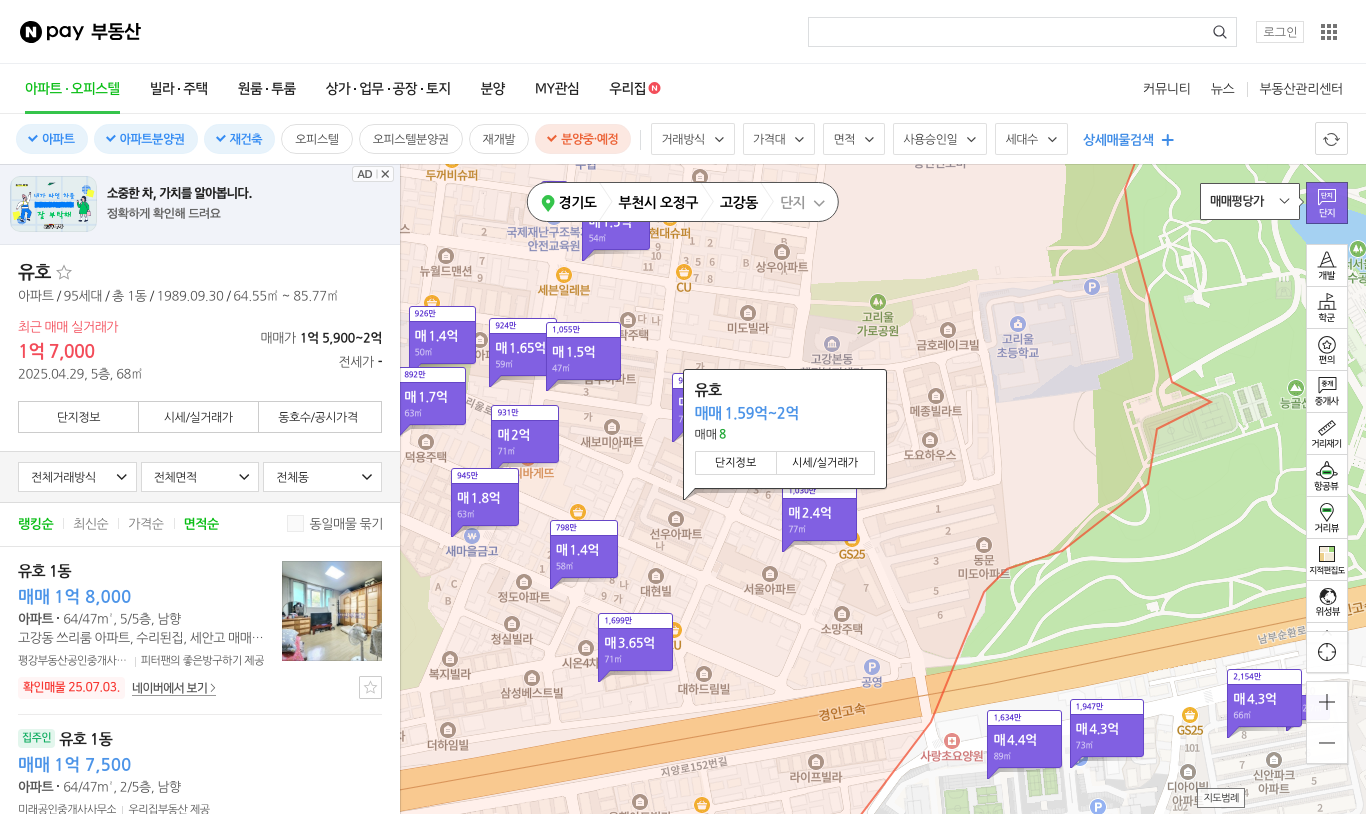 N pay 부동산
로그인
아파트·오피스텔 빌라·주택 원룸·투룸 상가·업무·공장·토지 분양 MY관심 우리집 N 커뮤니티 뉴스 부동산관리센터
아파트 아파트분양권 재건축 오피스텔 오피스텔분양권 재개발 분양중·예정 거래방식 가격대 면적 사용승인일 세대수 상세매물검색
소중한 차, 가치를 알아봅니다.
정확하게 확인해 드려요
AD
유호
아파트 / 95세대 / 총 1동 / 1989.09.30 / 64.55㎡ ~ 85.77㎡
최근 매매 실거래가
1억 7,000
2025.04.29, 5층, 68㎡
매매가 1억 5,900~2억
전세가 -
단지정보 시세/실거래가 동호수/공시가격
전체거래방식 전체면적 전체동
랭킹순 최신순 가격순 면적순 동일매물 묶기
유호 1동
매매 1억 8,000
아파트 · 64/47m², 5/5층, 남향
고강동 쓰리룸 아파트, 수리된집, 세안고 매매…
평강부동산공인중개사… 피터팬의 좋은방구하기 제공
확인매물 25.07.03. 네이버에서 보기
집주인 유호 1동
매매 1억 7,500
아파트 · 64/47m², 2/5층, 남향
미래공인중개사사무소 우리집부동산 제공
경기도 부천시 오정구 고강동 단지
매매평당가
단지
단지
개발
학군
편의
중개
중개사
거리재기
항공뷰
거리뷰
지적편집도
위성뷰
지도범례
두꺼비슈퍼
안전교육원
54㎡
현대슈퍼
뉴월드맨션
세븐일레븐
CU
상우아파트
미도빌라
고리울
가로공원
고강본동
금호레이크빌
고리울
초등학교
P
926만
매 1.4억
50㎡
924만
매 1.65억
59㎡
1,055만
매 1.5억
47㎡
892만
매 1.7억
63㎡
931만
매 2억
71㎡
새보미아파트
덕용주택
945만
매 1.8억
63㎡
새마을금고
798만
매 1.4억
58㎡
유호
매매 1.59억~2억
매매 8
단지정보 시세/실거래가
메종빌라트
도요하우스
선우아파트
1,030만
매 2.4억
77㎡
GS25
동문
미도아파트
정도아파트
대현빌
서울아파트
소망주택
청실빌라
1,699만
매 3.65억
71㎡
시온4차
복지빌라
삼성베스트빌
대하드림빌
P
공영
경인고속
남부순환로
더하임빌
지양로152번길
라이프빌라
사랑초요양원
1,634만
매 4.4억
89㎡
1,947만
매 4.3억
73㎡
2,154만
매 4.3억
66㎡
GS25
101
신안파크
아파트
102
P